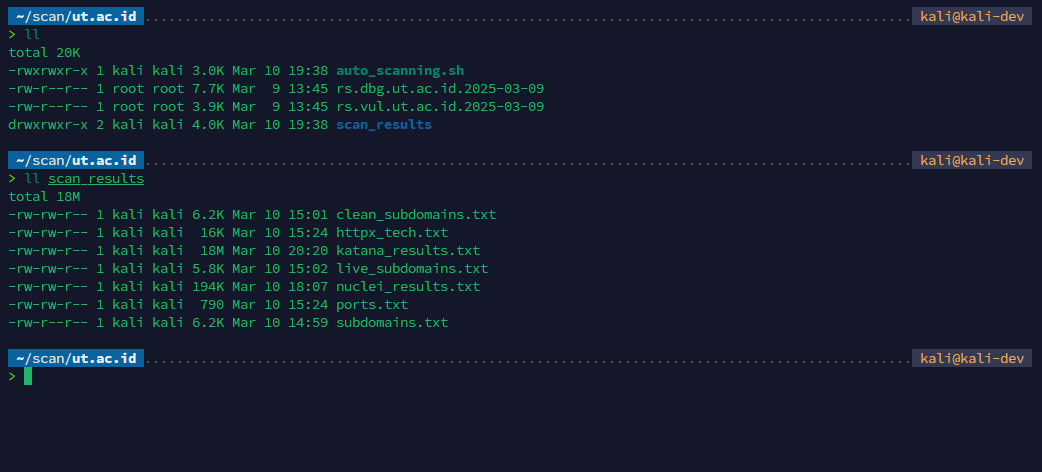 ~/scan/ut.ac.id kali@kali-dev
> ll
total 20K
-rwxrwxr-x 1 kali kali 3.0K Mar 10 19:38 auto_scanning.sh
-rw-r--r-- 1 root root 7.7K Mar  9 13:45 rs.dbg.ut.ac.id.2025-03-09
-rw-r--r-- 1 root root 3.9K Mar  9 13:45 rs.vul.ut.ac.id.2025-03-09
drwxrwxr-x 2 kali kali 4.0K Mar 10 19:38 scan_results
~/scan/ut.ac.id kali@kali-dev
> ll scan_results
total 18M
-rw-rw-r-- 1 kali kali 6.2K Mar 10 15:01 clean_subdomains.txt
-rw-rw-r-- 1 kali kali  16K Mar 10 15:24 httpx_tech.txt
-rw-rw-r-- 1 kali kali  18M Mar 10 20:20 katana_results.txt
-rw-rw-r-- 1 kali kali 5.8K Mar 10 15:02 live_subdomains.txt
-rw-rw-r-- 1 kali kali 194K Mar 10 18:07 nuclei_results.txt
-rw-rw-r-- 1 kali kali  790 Mar 10 15:24 ports.txt
-rw-r--r-- 1 kali kali 6.2K Mar 10 14:59 subdomains.txt
~/scan/ut.ac.id kali@kali-dev
>